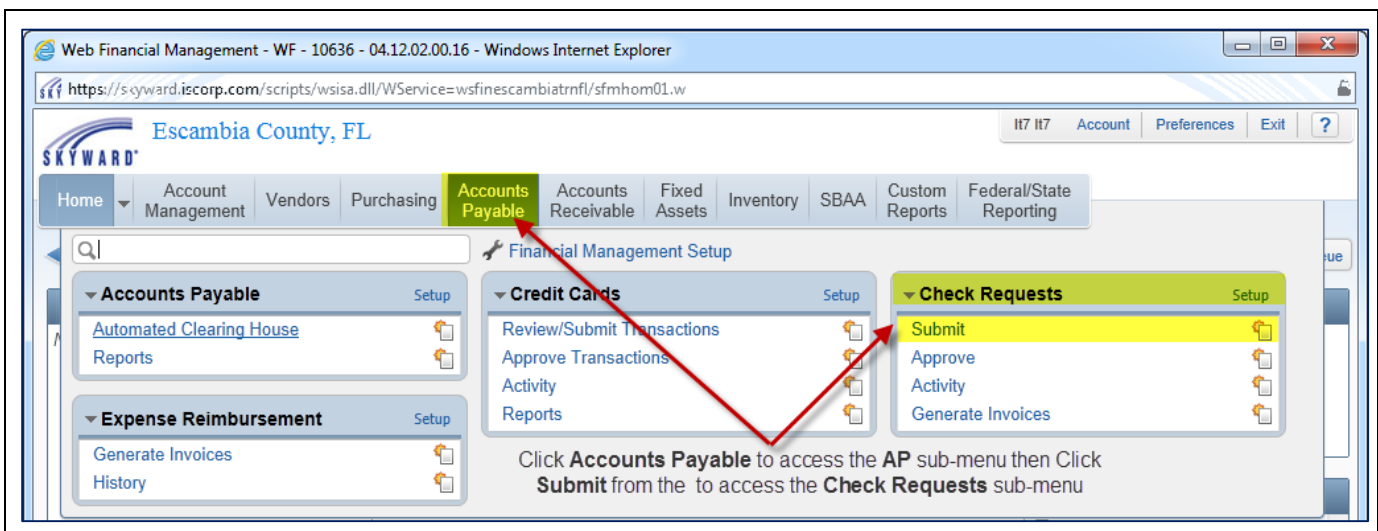 Web Financial Management - WF - 10636 - 04.12.02.00.16 - Windows Internet Explorer
https://skyward.iscorp.com/scripts/wsisa.dll/WService=wsfinescambiatrnfl/sfmhom01.w
SKYWARD
Escambia County, FL
It7 It7 Account Preferences Exit ?
Home Account Management Vendors Purchasing Accounts Payable Accounts Receivable Fixed Assets Inventory SBAA Custom Reports Federal/State Reporting
Financial Management Setup
ue
Accounts Payable Setup
Automated Clearing House
Reports
Expense Reimbursement Setup
Generate Invoices
History
Credit Cards Setup
Review/Submit Transactions
Approve Transactions
Activity
Reports
Check Requests Setup
Submit
Approve
Activity
Generate Invoices
Click Accounts Payable to access the AP sub-menu then Click
Submit from the to access the Check Requests sub-menu